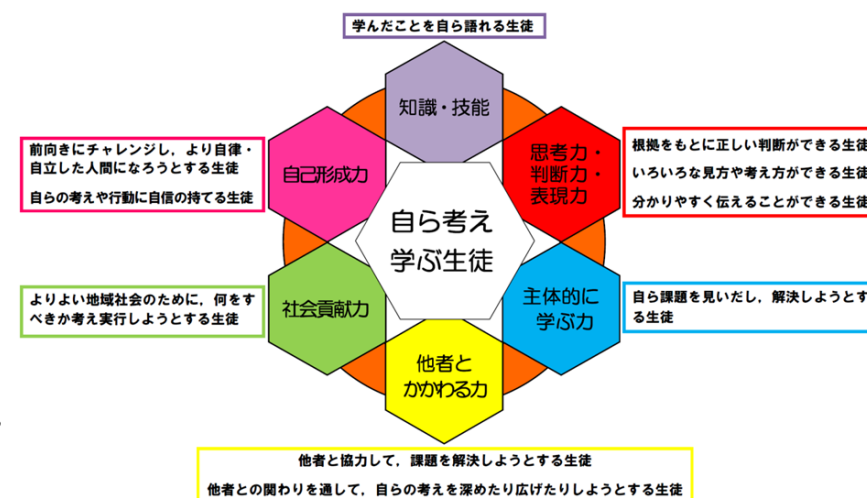 学んだことを自ら語れる生徒
知識・技能
前向きにチャレンジし，より自律・
自立した人間になろうとする生徒
自らの考えや行動に自信の持てる生徒
自己形成力
思考力・
判断力・
表現力
根拠をもとに正しい判断ができる生徒
いろいろな見方や考え方ができる生徒
分かりやすく伝えることができる生徒
自ら考え
学ぶ生徒
よりよい地域社会のために，何をす
べきか考え実行しようとする生徒
社会貢献力
主体的に
学ぶ力
自ら課題を見いだし，解決しようとす
る生徒
他者と
かかわる力
他者と協力して，課題を解決しようとする生徒
他者との関わりを通して，自らの考えを深めたり広げたりしようとする生徒